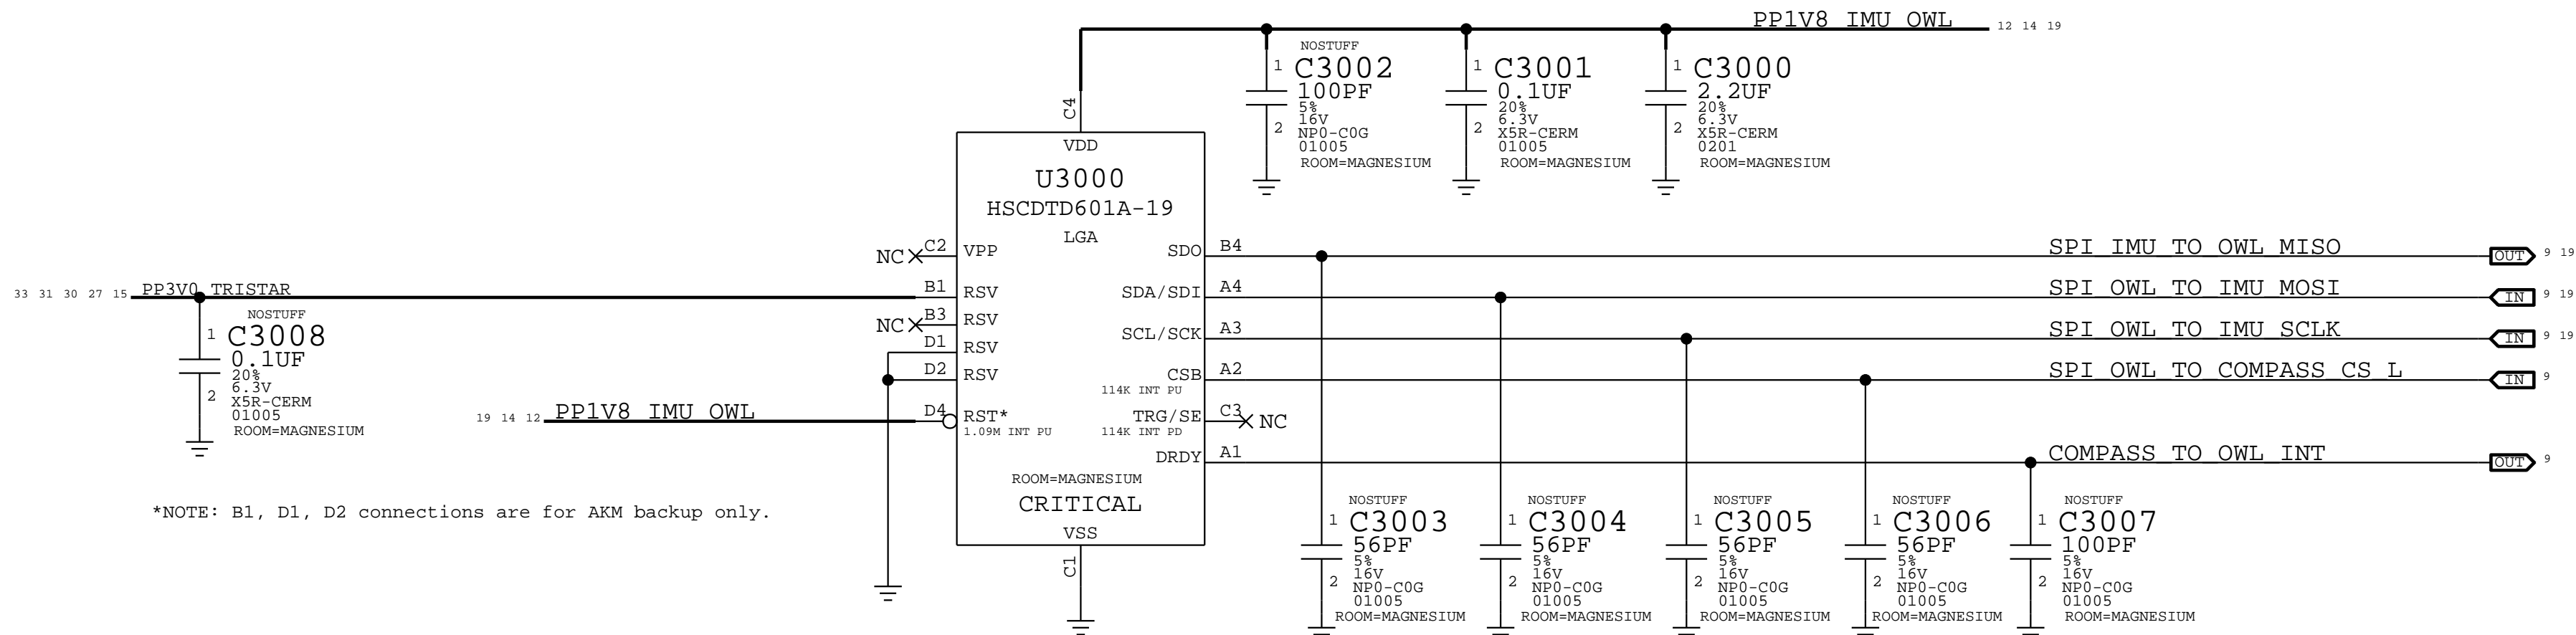 PP1V8_IMU_OWL 12 14 19
NOSTUFF
1 C3002
100PF
5%
16V
2 NP0-C0G
01005
ROOM=MAGNESIUM
1 C3001
0.1UF
20%
6.3V
2 X5R-CERM
01005
ROOM=MAGNESIUM
1 C3000
2.2UF
20%
6.3V
2 X5R-CERM
0201
ROOM=MAGNESIUM
C4
VDD
U3000
HSCDTD601A-19
LGA
NC C2 VPP
33 31 30 27 15 PP3V0_TRISTAR B1 RSV
NC B3 RSV
D1 RSV
D2 RSV
19 14 12 PP1V8_IMU_OWL D4 RST*
1.09M INT PU
SDO B4 SPI_IMU_TO_OWL_MISO OUT 9 19
SDA/SDI A4 SPI_OWL_TO_IMU_MOSI IN 9 19
SCL/SCK A3 SPI_OWL_TO_IMU_SCLK IN 9 19
CSB A2 SPI_OWL_TO_COMPASS_CS_L IN 9
114K INT PU
TRG/SE C3 NC
114K INT PD
DRDY A1 COMPASS_TO_OWL_INT OUT 9
ROOM=MAGNESIUM
CRITICAL
VSS
C1
NOSTUFF
1 C3008
0.1UF
20%
6.3V
2 X5R-CERM
01005
ROOM=MAGNESIUM
*NOTE: B1, D1, D2 connections are for AKM backup only.
NOSTUFF
1 C3003
56PF
5%
16V
2 NP0-C0G
01005
ROOM=MAGNESIUM
NOSTUFF
1 C3004
56PF
5%
16V
2 NP0-C0G
01005
ROOM=MAGNESIUM
NOSTUFF
1 C3005
56PF
5%
16V
2 NP0-C0G
01005
ROOM=MAGNESIUM
NOSTUFF
1 C3006
56PF
5%
16V
2 NP0-C0G
01005
ROOM=MAGNESIUM
NOSTUFF
1 C3007
100PF
5%
16V
2 NP0-C0G
01005
ROOM=MAGNESIUM